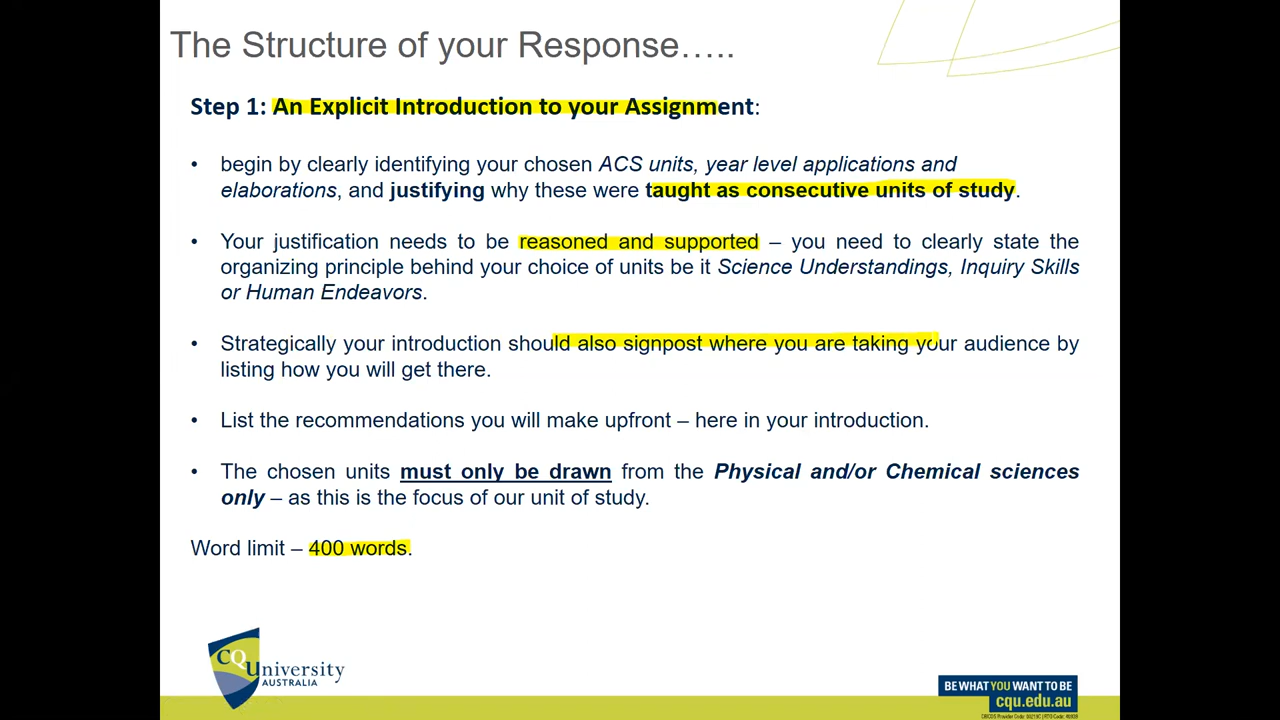 The Structure of your Response…..
Step 1: An Explicit Introduction to your Assignment:
• begin by clearly identifying your chosen ACS units, year level applications and
elaborations, and justifying why these were taught as consecutive units of study.
• Your justification needs to be reasoned and supported – you need to clearly state the
organizing principle behind your choice of units be it Science Understandings, Inquiry Skills
or Human Endeavors.
• Strategically your introduction should also signpost where you are taking your audience by
listing how you will get there.
• List the recommendations you will make upfront – here in your introduction.
• The chosen units must only be drawn from the Physical and/or Chemical sciences
only – as this is the focus of our unit of study.
Word limit – 400 words.
CQUniversity
AUSTRALIA
BE WHAT YOU WANT TO BE
cqu.edu.au